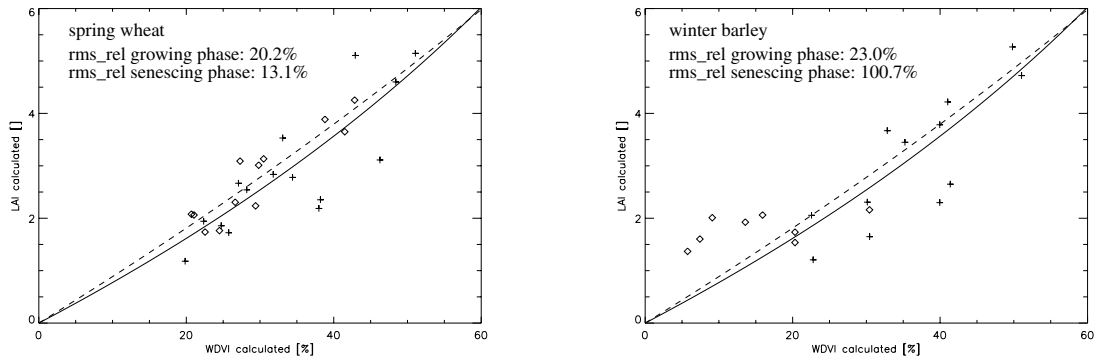 spring wheat
rms_rel growing phase: 20.2%
rms_rel senescing phase: 13.1%
6
4
2
0
LAI calculated []
0 20 40 60
WDVI calculated [%]
winter barley
rms_rel growing phase: 23.0%
rms_rel senescing phase: 100.7%
6
4
2
0
LAI calculated []
0 20 40 60
WDVI calculated [%]